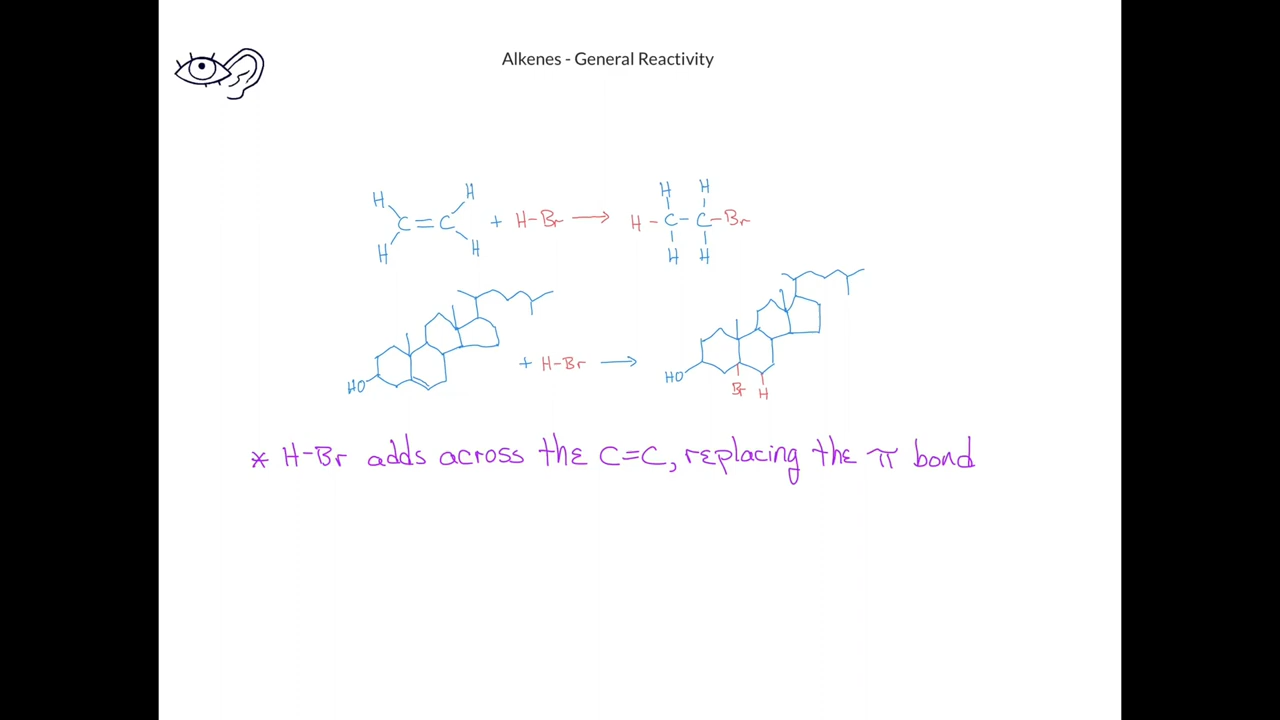 Alkenes - General Reactivity
H H
C=C + H-Br → H-C-C-Br
H H
H H
H H
HO + H-Br → HO Br H
* H-Br adds across the C=C, replacing the π bond